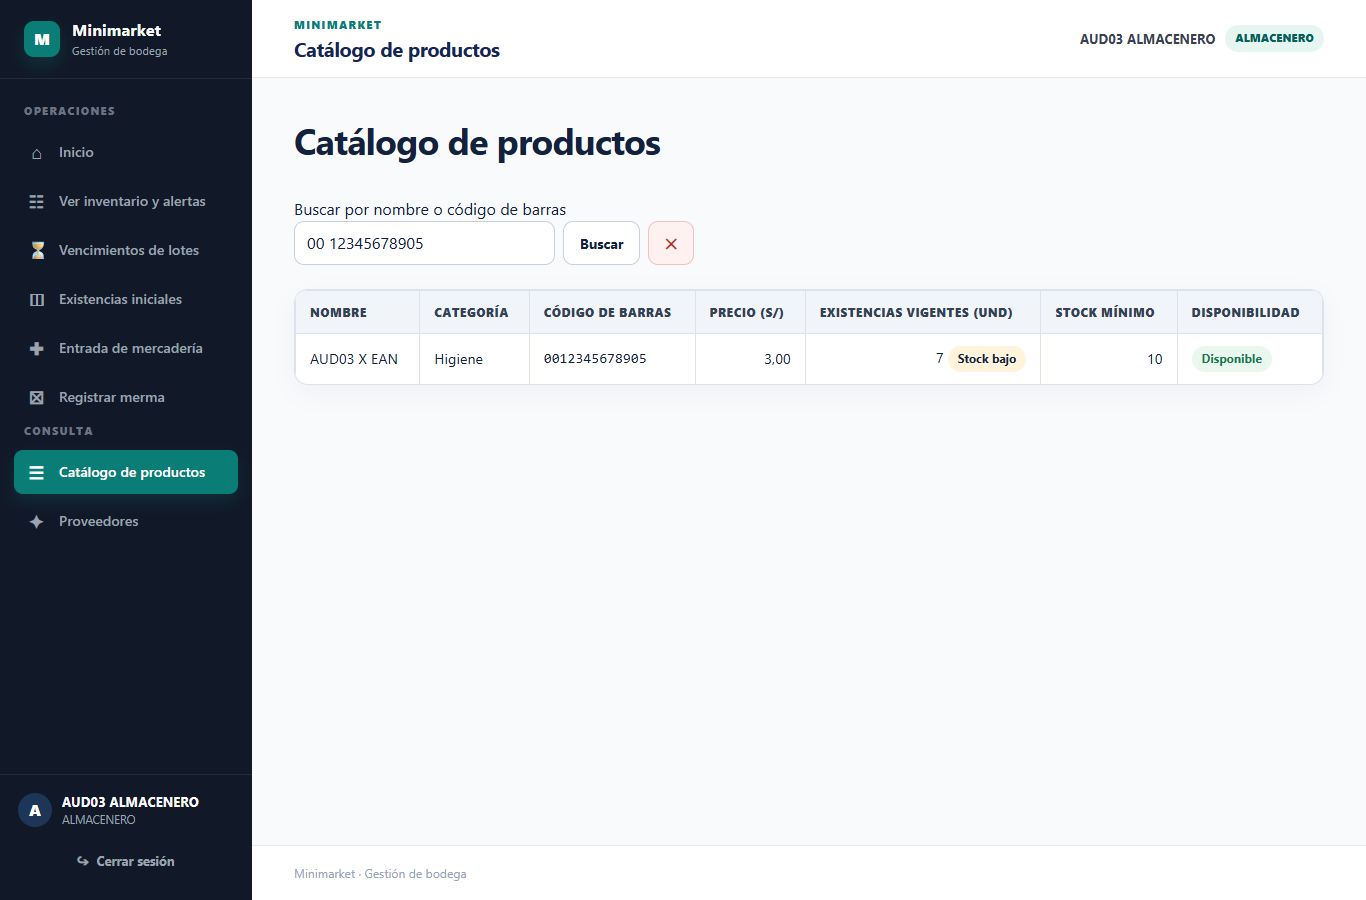 M
Minimarket
Gestión de bodega
OPERACIONES
Inicio
Ver inventario y alertas
Vencimientos de lotes
Existencias iniciales
Entrada de mercadería
Registrar merma
CONSULTA
Catálogo de productos
Proveedores
A
AUD03 ALMACENERO
ALMACENERO
Cerrar sesión
MINIMARKET
Catálogo de productos
AUD03 ALMACENERO ALMACENERO
Catálogo de productos
Buscar por nombre o código de barras
00 12345678905 Buscar ×
NOMBRE CATEGORÍA CÓDIGO DE BARRAS PRECIO (S/) EXISTENCIAS VIGENTES (UND) STOCK MÍNIMO DISPONIBILIDAD
AUD03 X EAN Higiene 0012345678905 3,00 7 Stock bajo 10 Disponible
Minimarket · Gestión de bodega